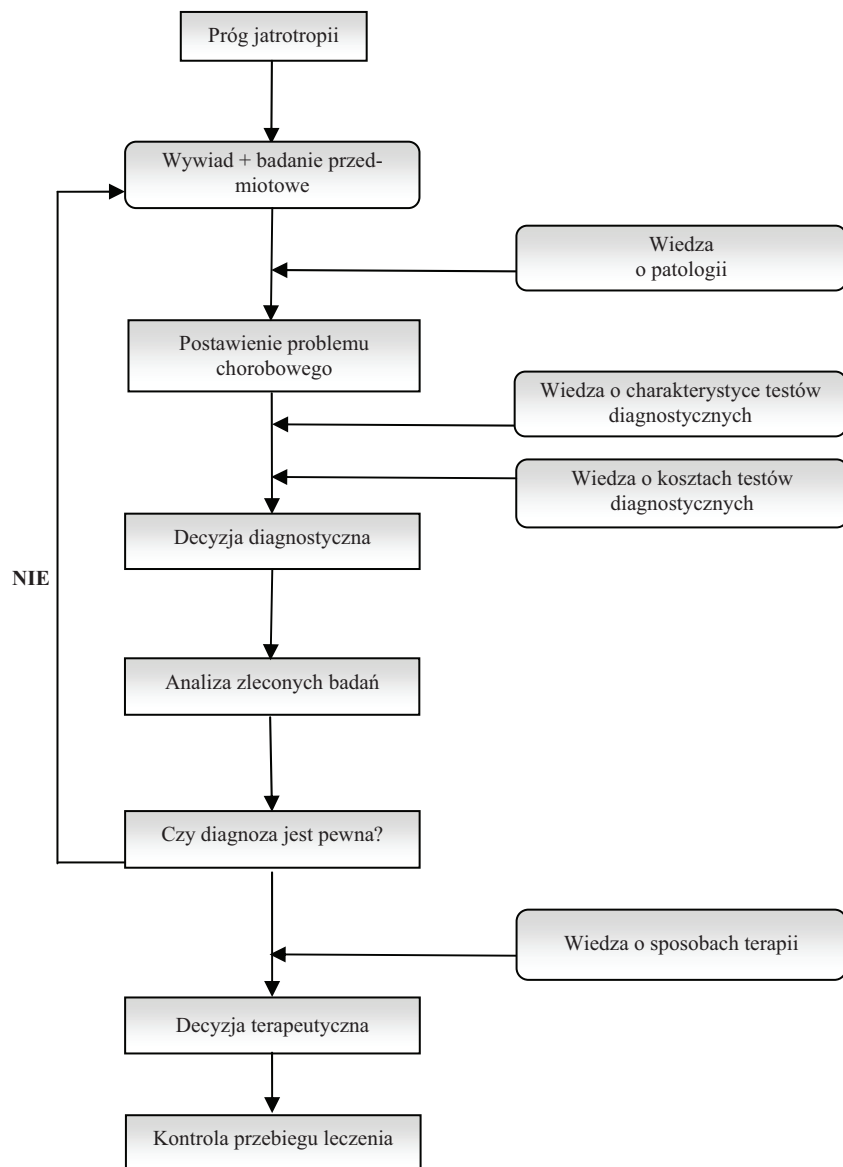 Próg jatrotropii
Wywiad + badanie przed-
miotowe
Wiedza
o patologii
Postawienie problemu
chorobowego
Wiedza o charakterystyce testów
diagnostycznych
Wiedza o kosztach testów
diagnostycznych
Decyzja diagnostyczna
NIE
Analiza zleconych badań
Czy diagnoza jest pewna?
Wiedza o sposobach terapii
Decyzja terapeutyczna
Kontrola przebiegu leczenia